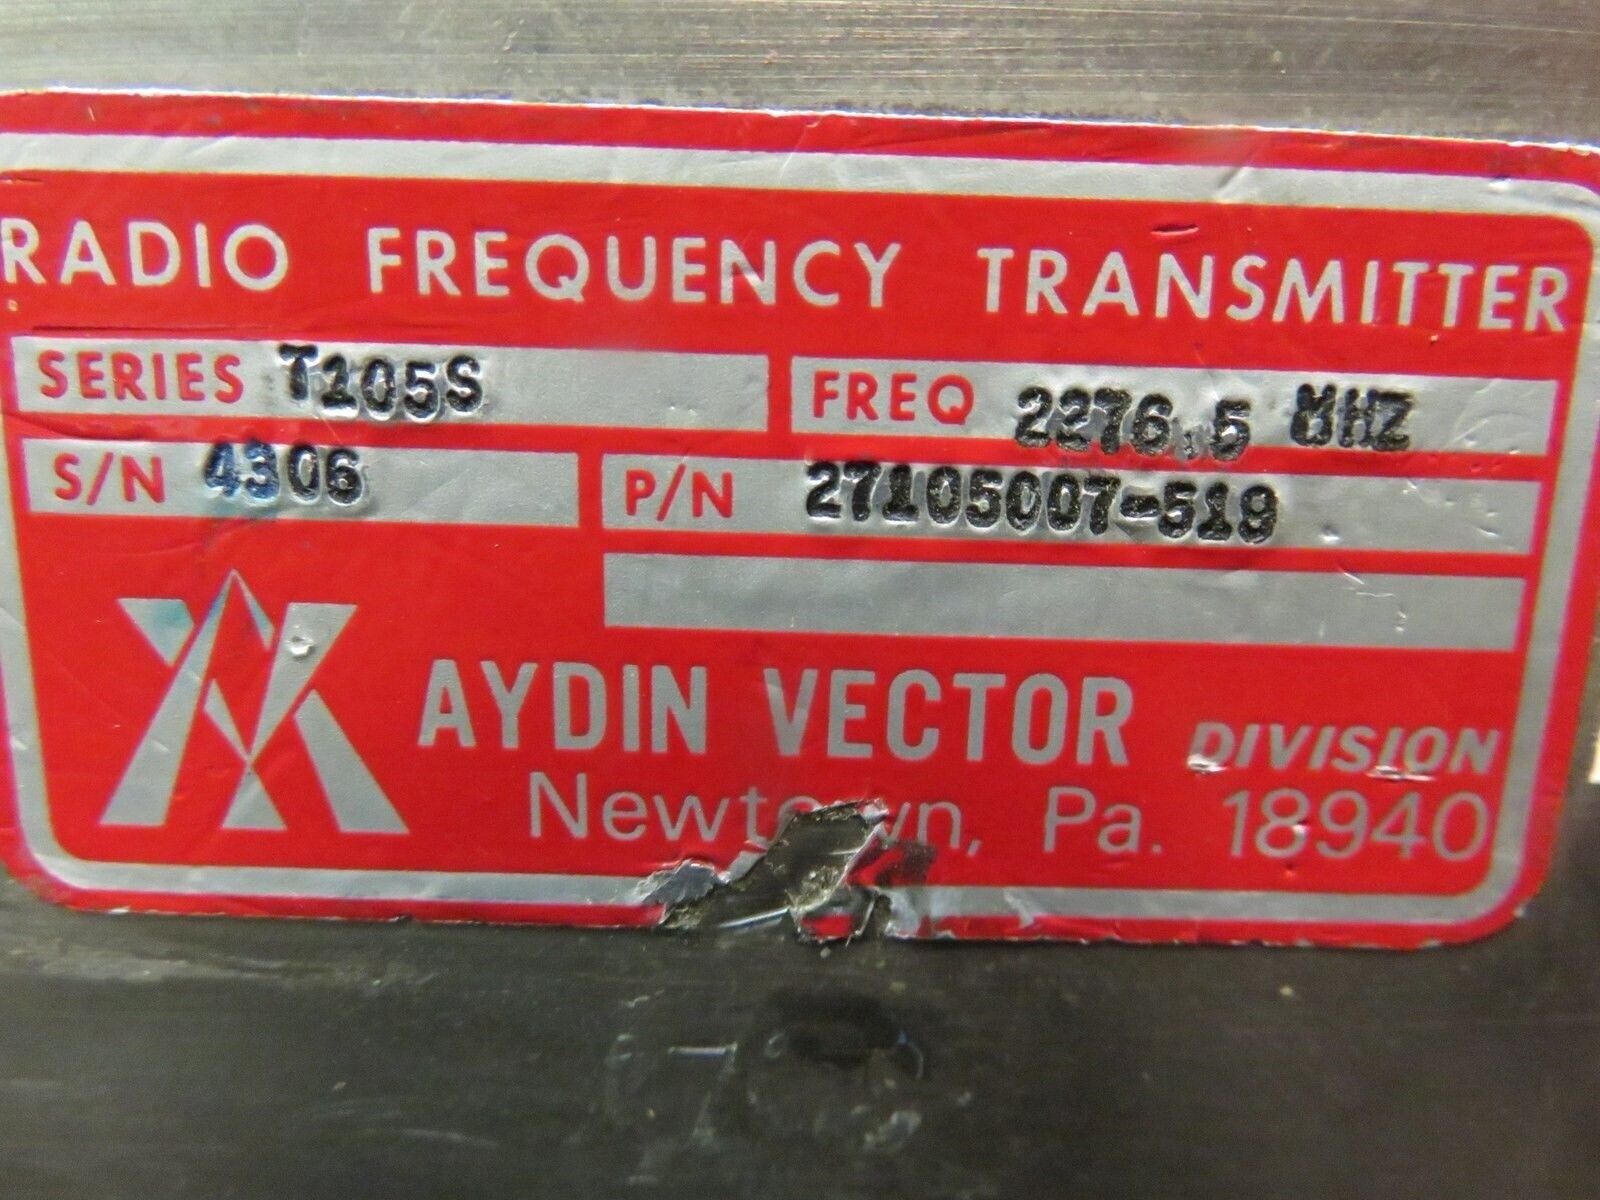 RADIO FREQUENCY TRANSMITTER
SERIES T105S FREQ 2276.5 MHZ
S/N 4306 P/N 27105007-519
AYDIN VECTOR DIVISION
Newtown, Pa. 18940